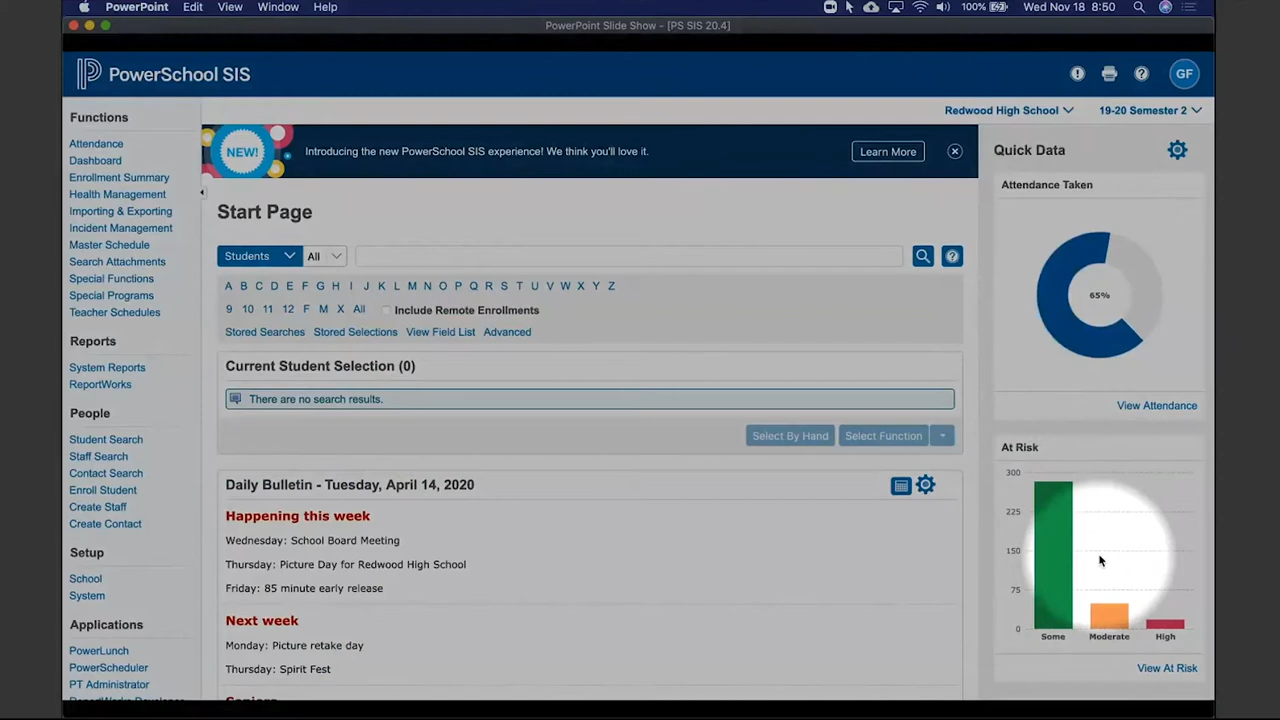 PowerPoint Edit View Window Help 100% Wed Nov 18 8:50
PowerPoint Slide Show - [PS SIS 20.4]
PowerSchool SIS
GF
Redwood High School 19-20 Semester 2
Functions
Attendance
Dashboard
Enrollment Summary
Health Management
Importing & Exporting
Incident Management
Master Schedule
Search Attachments
Special Functions
Special Programs
Teacher Schedules
Reports
System Reports
ReportWorks
People
Student Search
Staff Search
Contact Search
Enroll Student
Create Staff
Create Contact
Setup
School
System
Applications
PowerLunch
PowerScheduler
PT Administrator
NEW!
Introducing the new PowerSchool SIS experience! We think you'll love it.
Learn More
Start Page
Students All
A B C D E F G H I J K L M N O P Q R S T U V W X Y Z
9 10 11 12 F M X All Include Remote Enrollments
Stored Searches Stored Selections View Field List Advanced
Current Student Selection (0)
There are no search results.
Select By Hand Select Function
Daily Bulletin - Tuesday, April 14, 2020
Happening this week
Wednesday: School Board Meeting
Thursday: Picture Day for Redwood High School
Friday: 85 minute early release
Next week
Monday: Picture retake day
Thursday: Spirit Fest
Quick Data
Attendance Taken
65%
View Attendance
At Risk
300
225
150
75
0
Some Moderate High
View At Risk